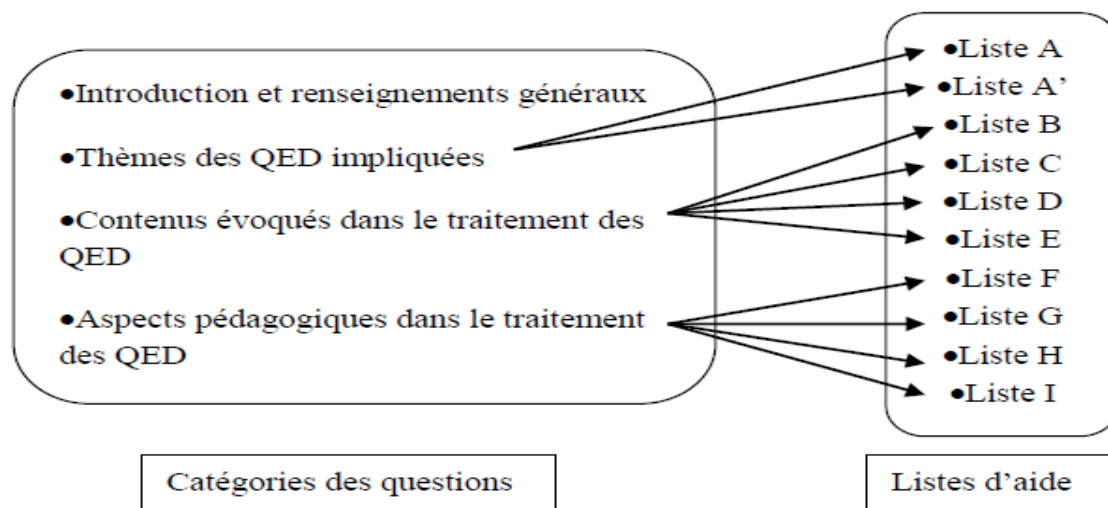 •Introduction et renseignements généraux
•Thèmes des QED impliquées
•Contenus évoqués dans le traitement des
QED
•Aspects pédagogiques dans le traitement
des QED
•Liste A
•Liste A’
•Liste B
•Liste C
•Liste D
•Liste E
•Liste F
•Liste G
•Liste H
•Liste I
Catégories des questions
Listes d’aide